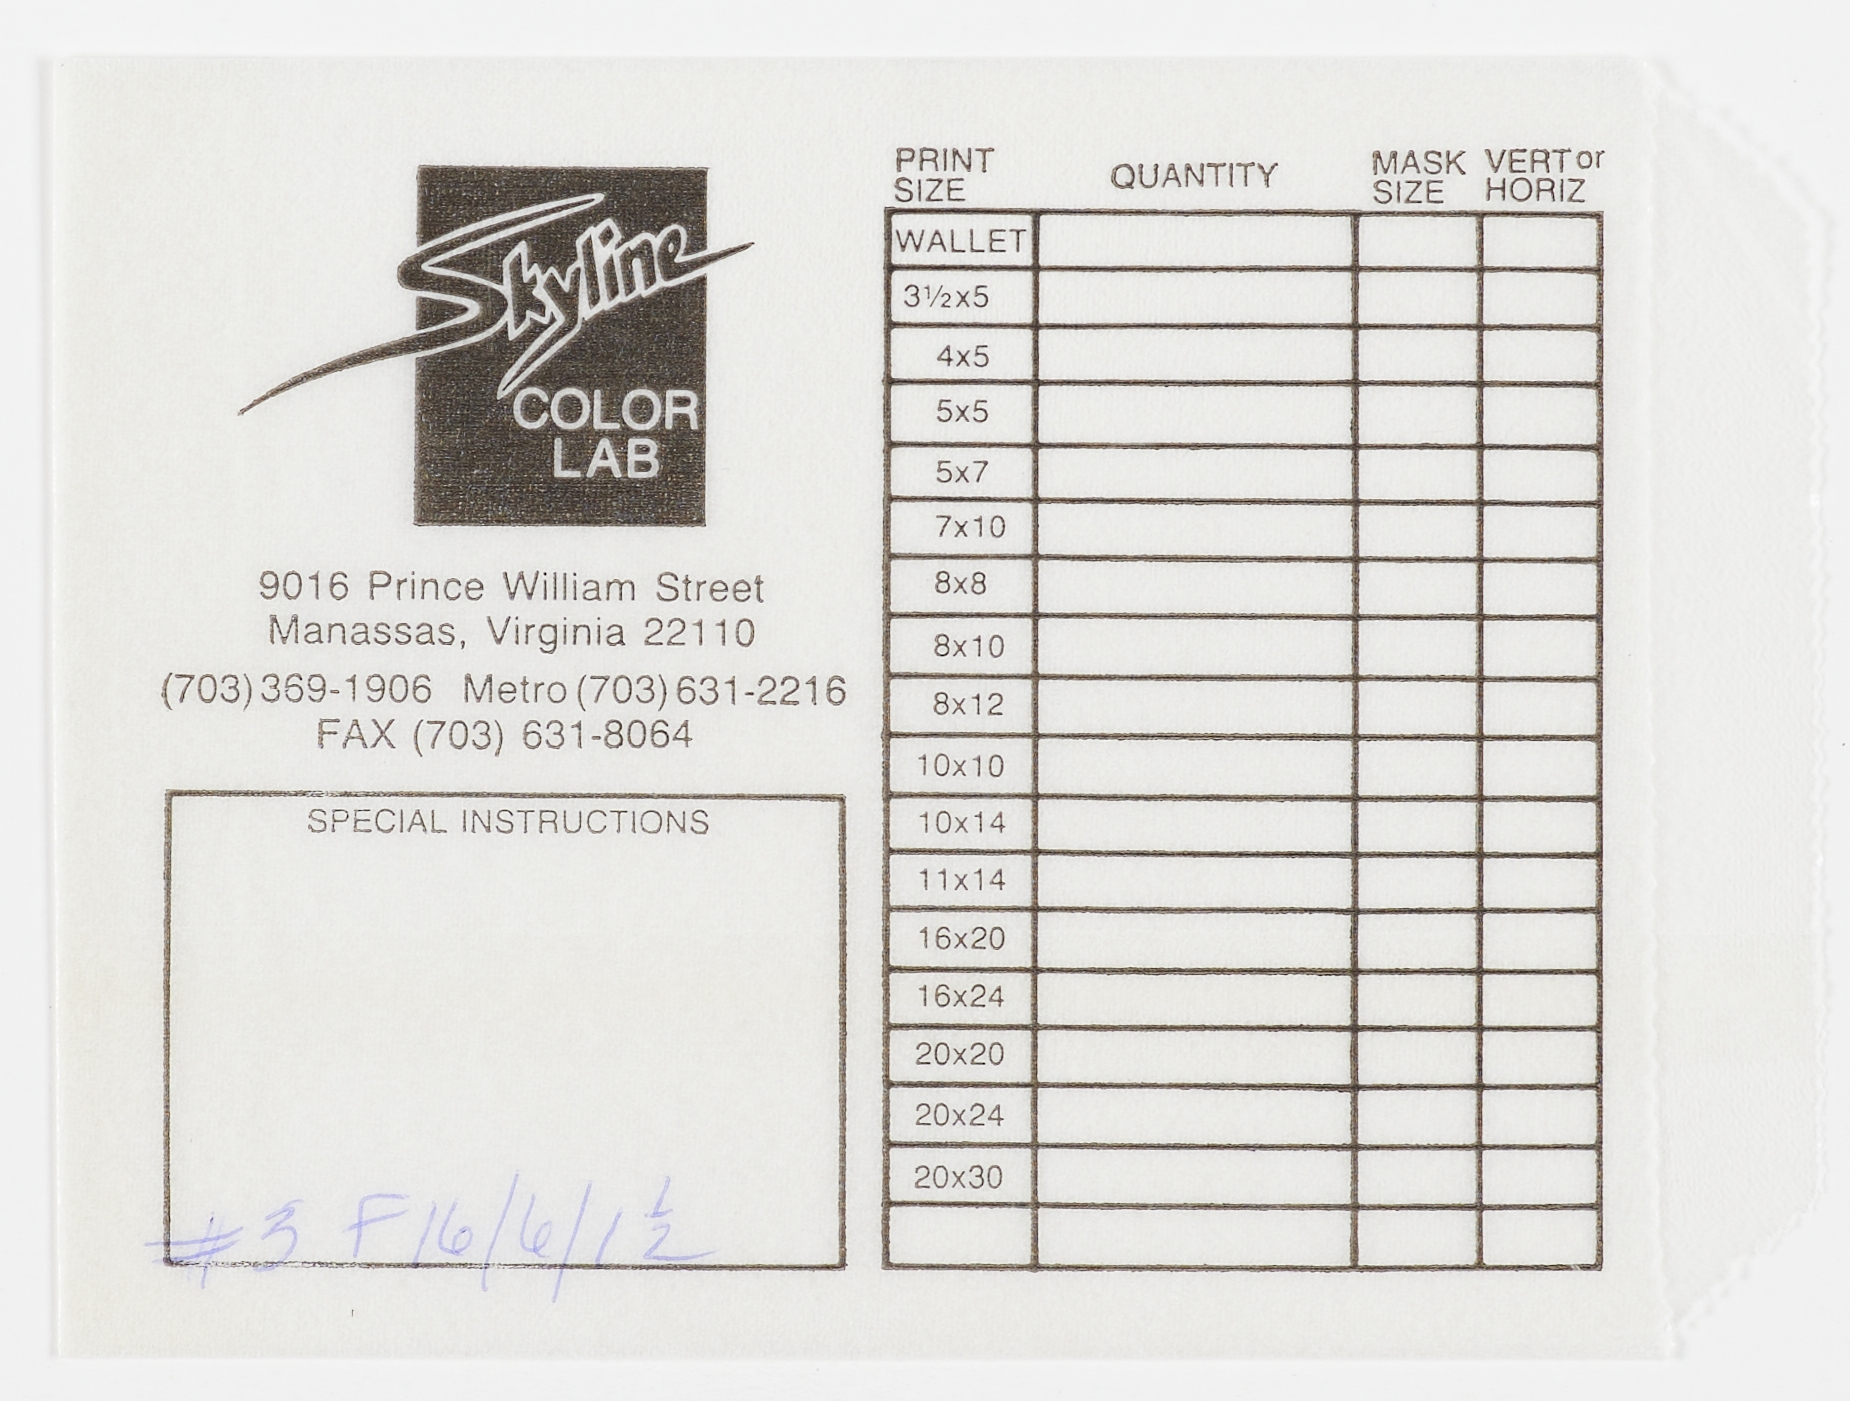 Skyline
COLOR
LAB
9016 Prince William Street
Manassas, Virginia 22110
(703) 369-1906 Metro (703) 631-2216
FAX (703) 631-8064
SPECIAL INSTRUCTIONS
#3 F16/6/1 1/2
PRINT SIZE QUANTITY MASK SIZE VERT or HORIZ
WALLET
3½x5
4x5
5x5
5x7
7x10
8x8
8x10
8x12
10x10
10x14
11x14
16x20
16x24
20x20
20x24
20x30